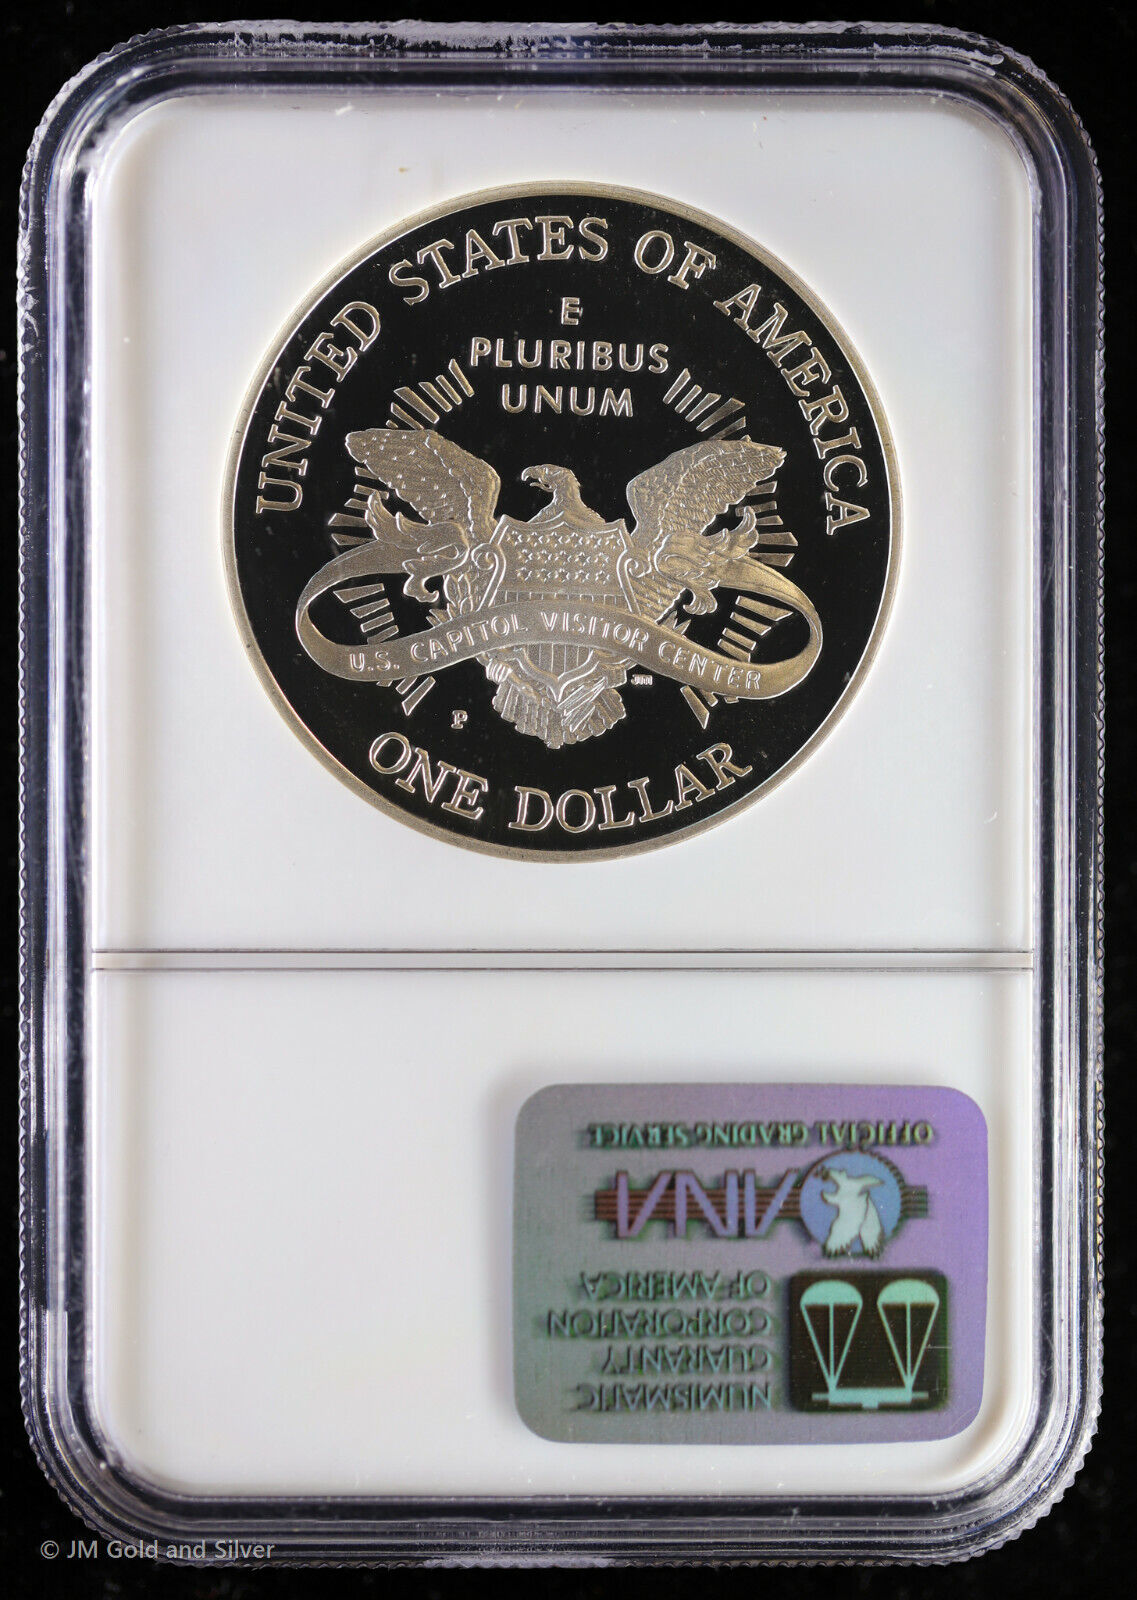 UNITED STATES OF AMERICA
E
PLURIBUS
UNUM
U.S. CAPITOL VISITOR CENTER
JM
P
ONE DOLLAR
OFFICIAL GRADING SERVICE
ANA
NUMISMATIC
GUARANTY
CORPORATION
OF AMERICA
© JM Gold and Silver